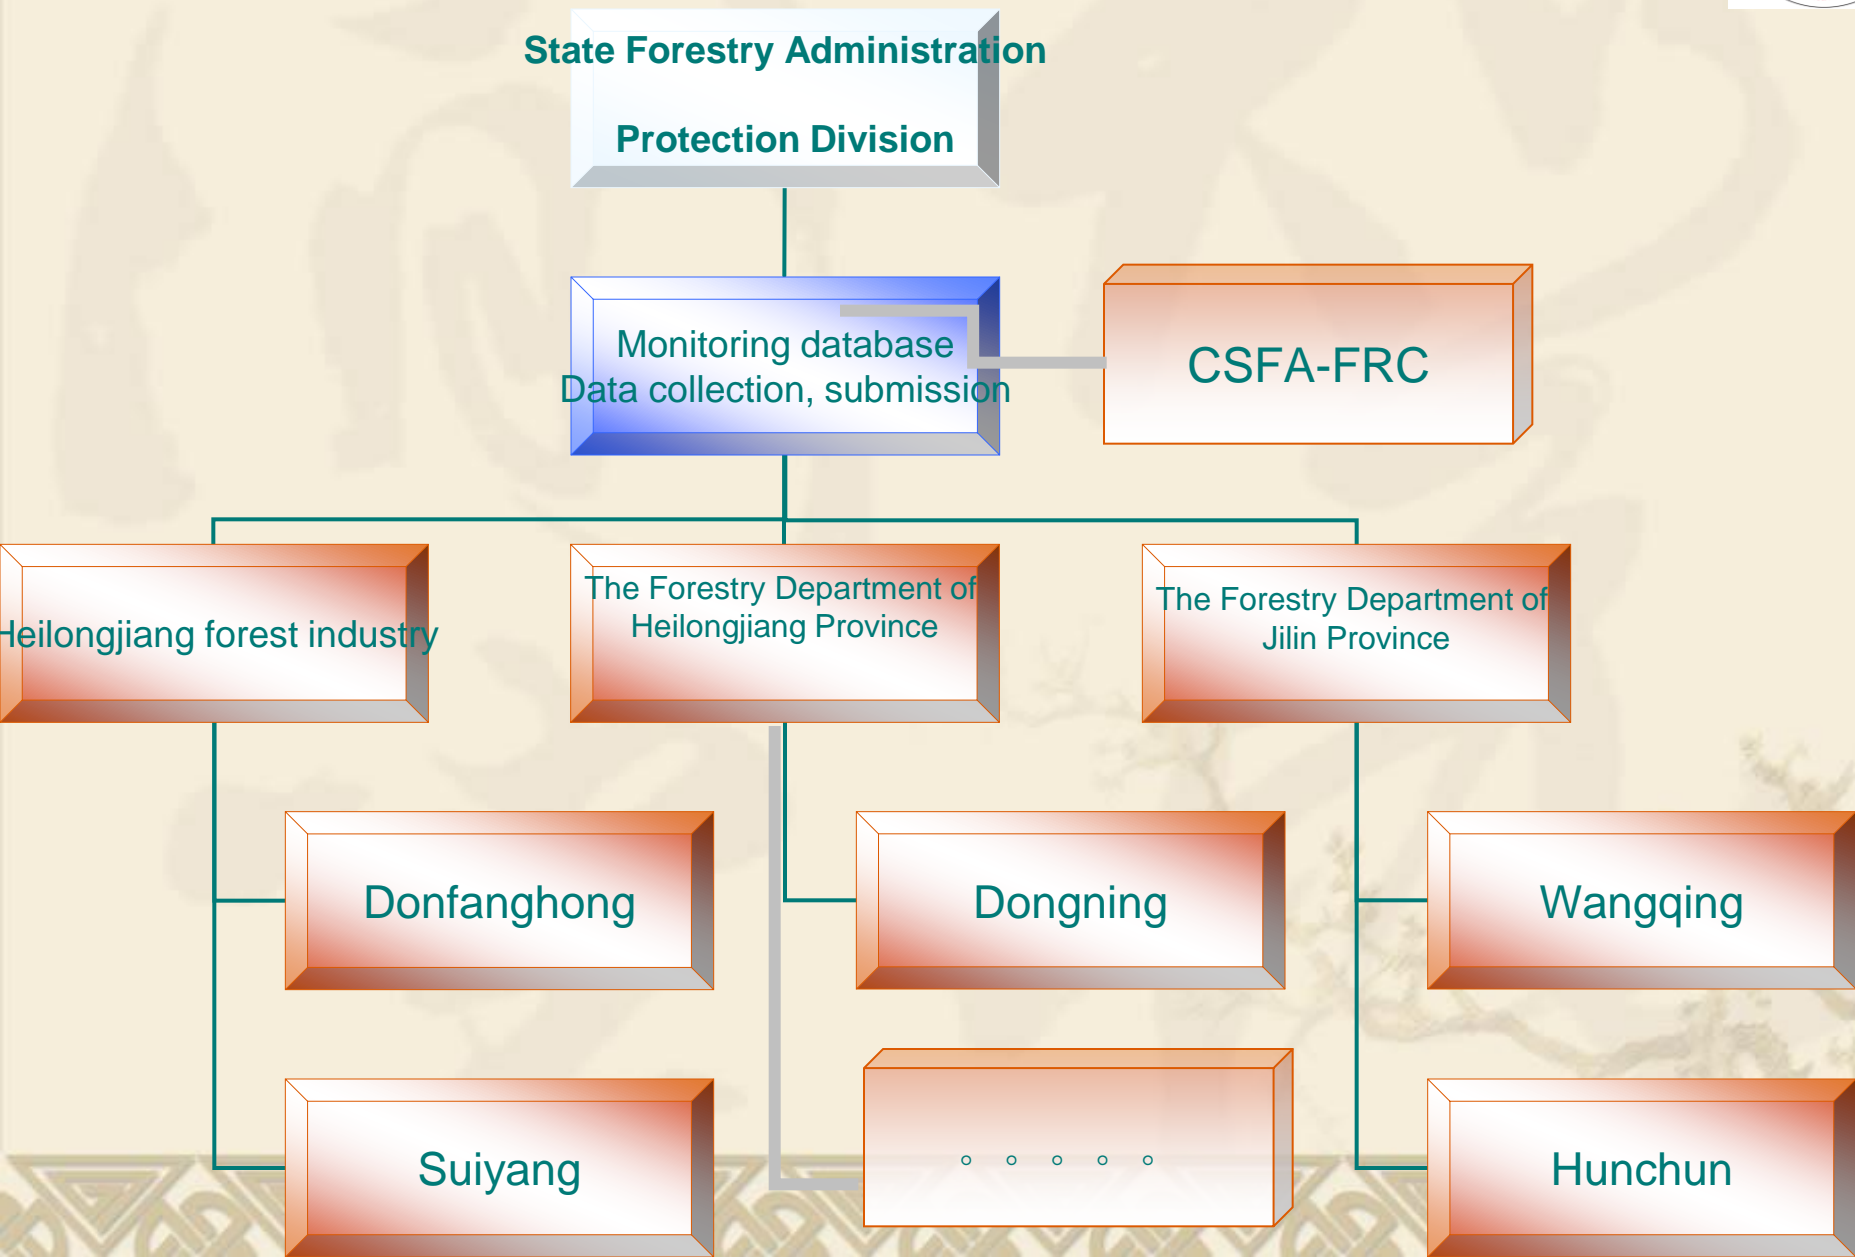 State Forestry Administration
Protection Division
Monitoring database
Data collection, submission
CSFA-FRC
Heilongjiang forest industry
The Forestry Department of
Heilongjiang Province
The Forestry Department of
Jilin Province
Donfanghong
Dongning
Wangqing
Suiyang
。。。。。
Hunchun